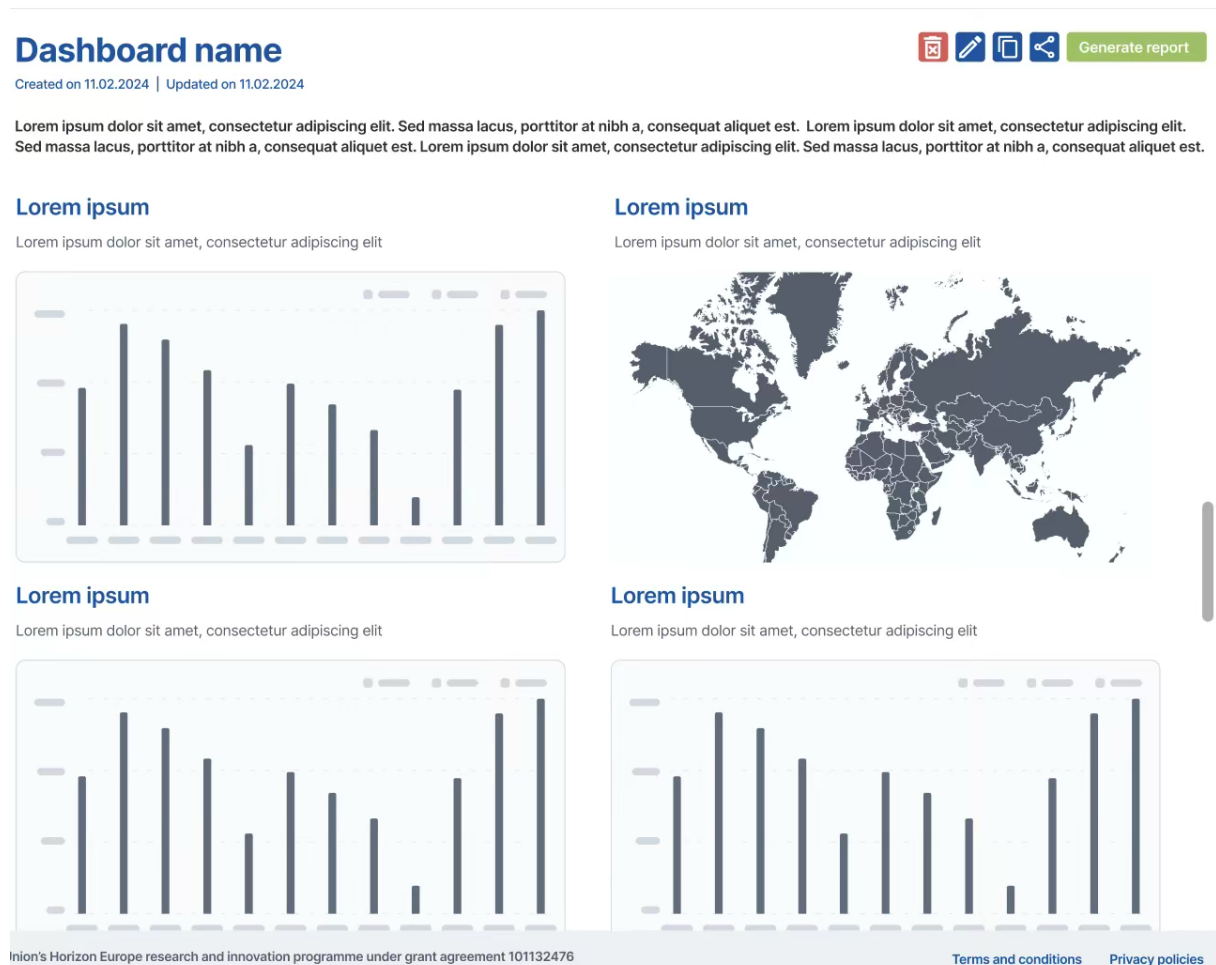 Dashboard name
Generate report
Created on 11.02.2024 | Updated on 11.02.2024
Lorem ipsum dolor sit amet, consectetur adipiscing elit. Sed massa lacus, porttitor at nibh a, consequat aliquet est.  Lorem ipsum dolor sit amet, consectetur adipiscing elit.
Sed massa lacus, porttitor at nibh a, consequat aliquet est. Lorem ipsum dolor sit amet, consectetur adipiscing elit. Sed massa lacus, porttitor at nibh a, consequat aliquet est.
Lorem ipsum
Lorem ipsum dolor sit amet, consectetur adipiscing elit
Lorem ipsum
Lorem ipsum dolor sit amet, consectetur adipiscing elit
Lorem ipsum
Lorem ipsum dolor sit amet, consectetur adipiscing elit
Lorem ipsum
Lorem ipsum dolor sit amet, consectetur adipiscing elit
Horizon Europe research and innovation programme under grant agreement 101132476
Terms and conditions
Privacy policies